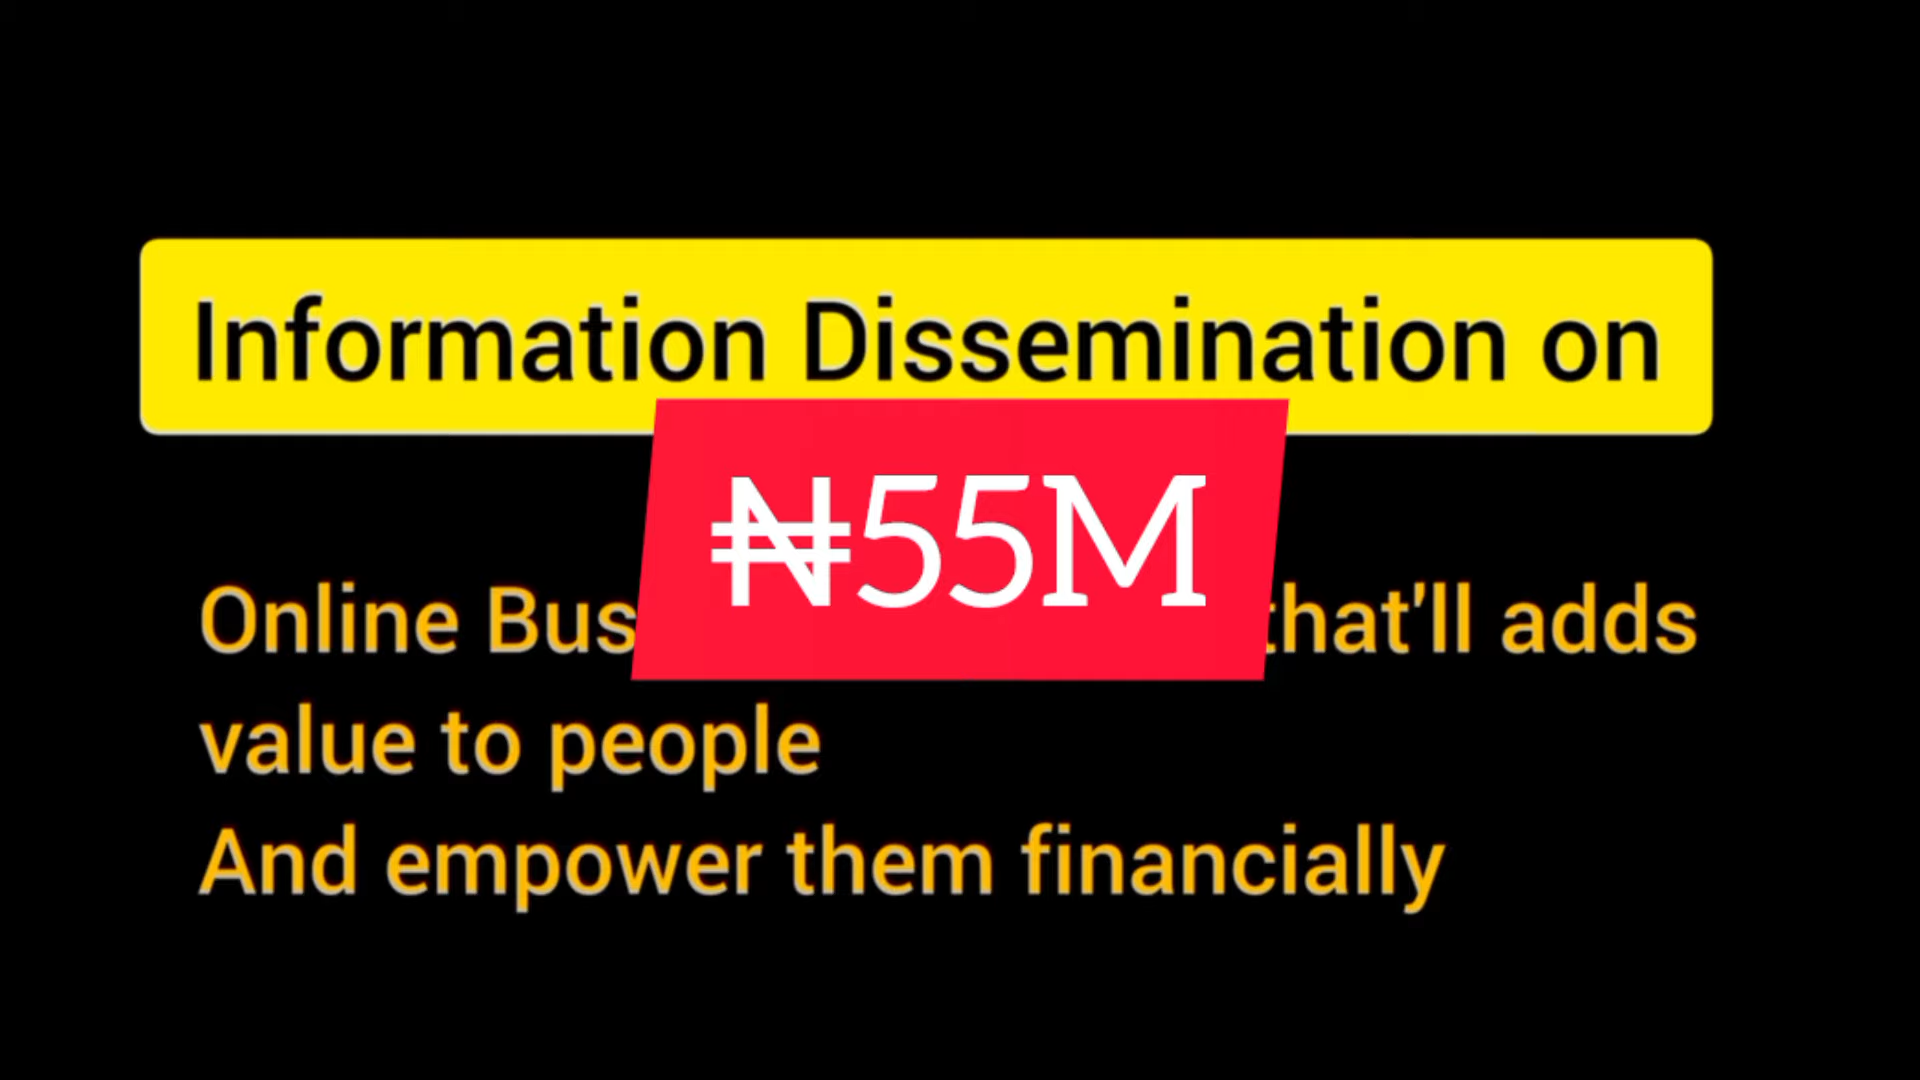 Information Dissemination on
₦55M
Online Bus that'll adds
value to people
And empower them financially